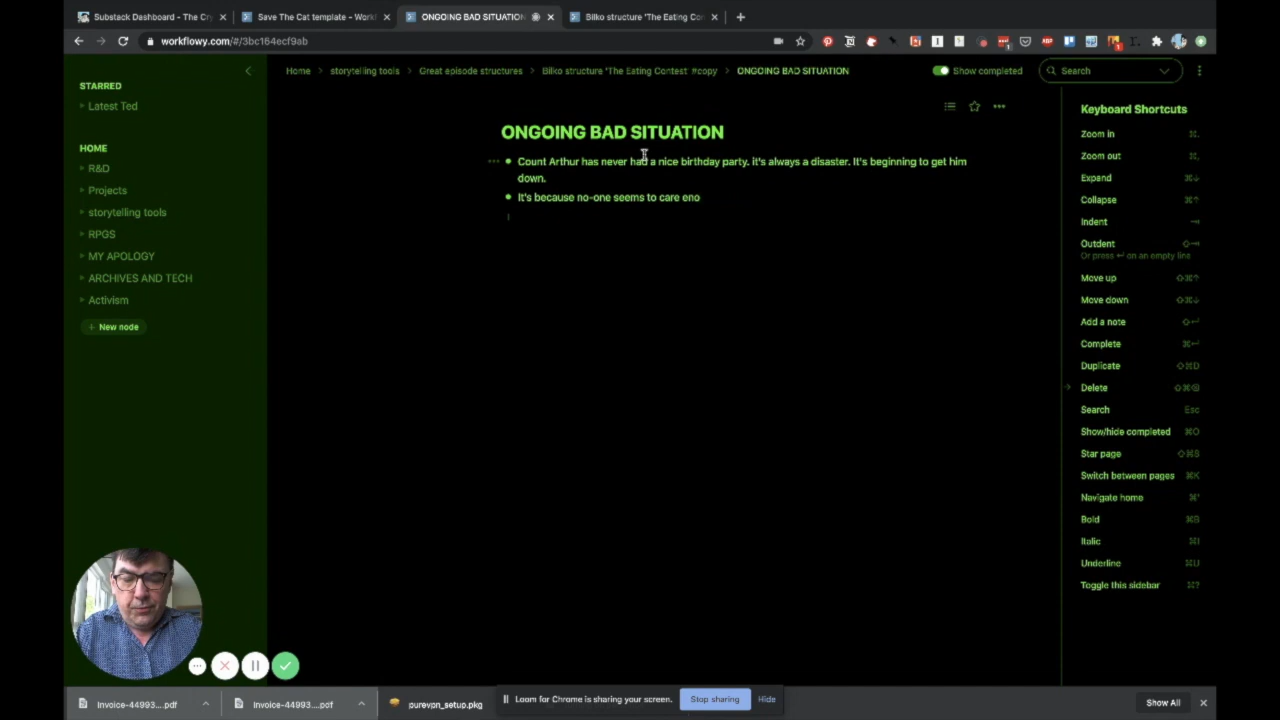 Substack Dashboard - The Cr
Save The Cat template - Workf
ONGOING BAD SITUATION
Bilko structure 'The Eating Con
workflowy.com/#/3bc164ecf9ab
Home > storytelling tools > Great episode structures > Bilko structure 'The Eating Contest' #copy > ONGOING BAD SITUATION
Show completed
Search
STARRED
Latest Ted
HOME
R&D
Projects
storytelling tools
RPGS
MY APOLOGY
ARCHIVES AND TECH
Activism
+ New node
ONGOING BAD SITUATION
Count Arthur has never had a nice birthday party. it's always a disaster. It's beginning to get him
down.
It's because no-one seems to care eno
Keyboard Shortcuts
Zoom in
Zoom out
Expand
Collapse
Indent
Outdent
Or press ↵ on an empty line
Move up
Move down
Add a note
Complete
Duplicate
Delete
Search Esc
Show/hide completed ⌘O
Star page ⇧⌘S
Switch between pages ⌘K
Navigate home ⌘'
Bold ⌘B
Italic ⌘I
Underline ⌘U
Toggle this sidebar ⌘?
Invoice-44993....pdf
Invoice-44993....pdf
purevpn_setup.pkg
Loom for Chrome is sharing your screen.
Stop sharing
Hide
Show All